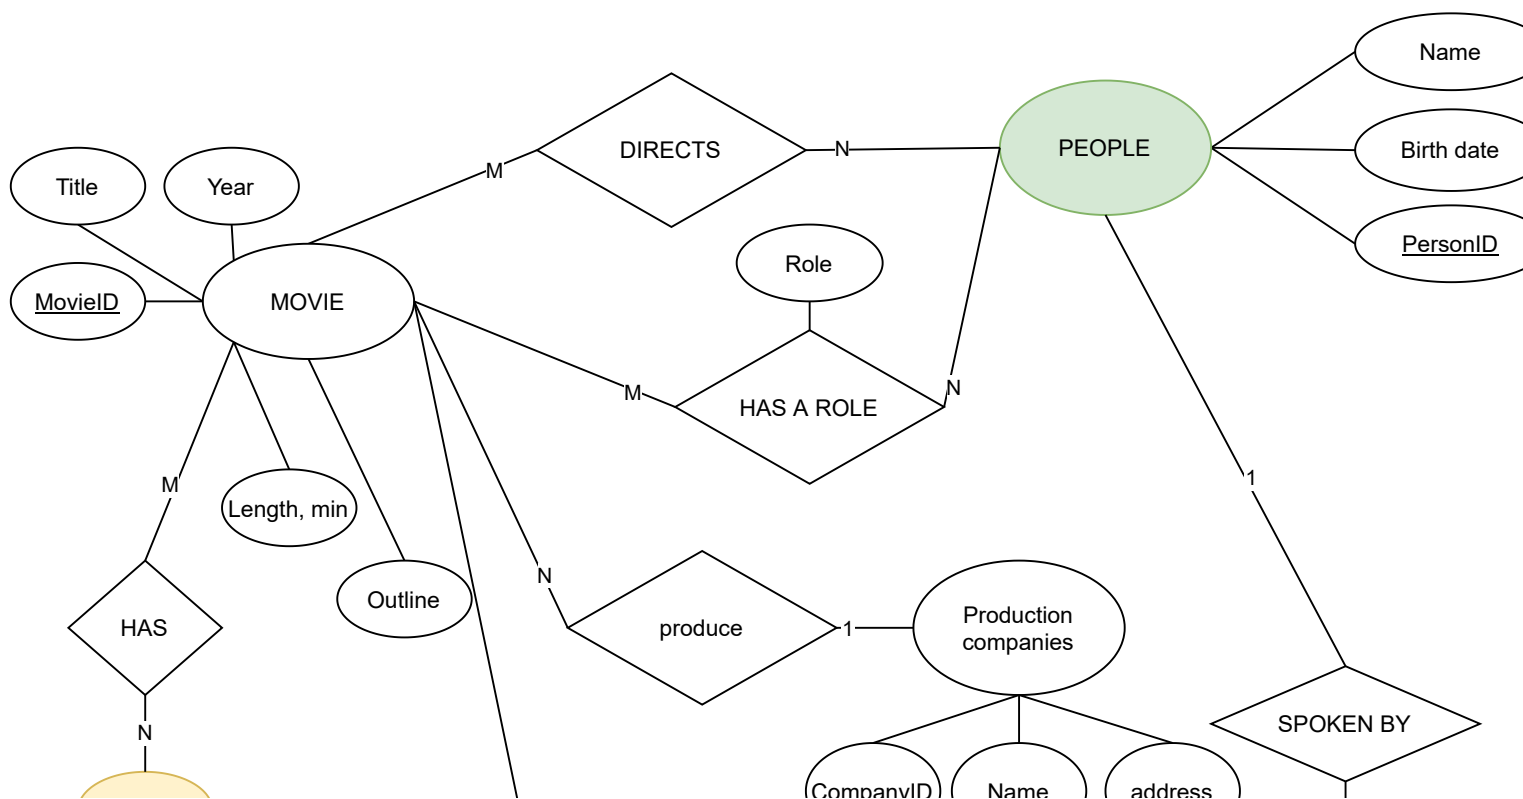 Name
DIRECTS
N
PEOPLE
Birth date
M
Title
Year
PersonID
Role
MovieID
MOVIE
N
M
HAS A ROLE
1
M
Length, min
N
Outline
produce
1
Production
companies
HAS
SPOKEN BY
N
CompanyID
Name
address